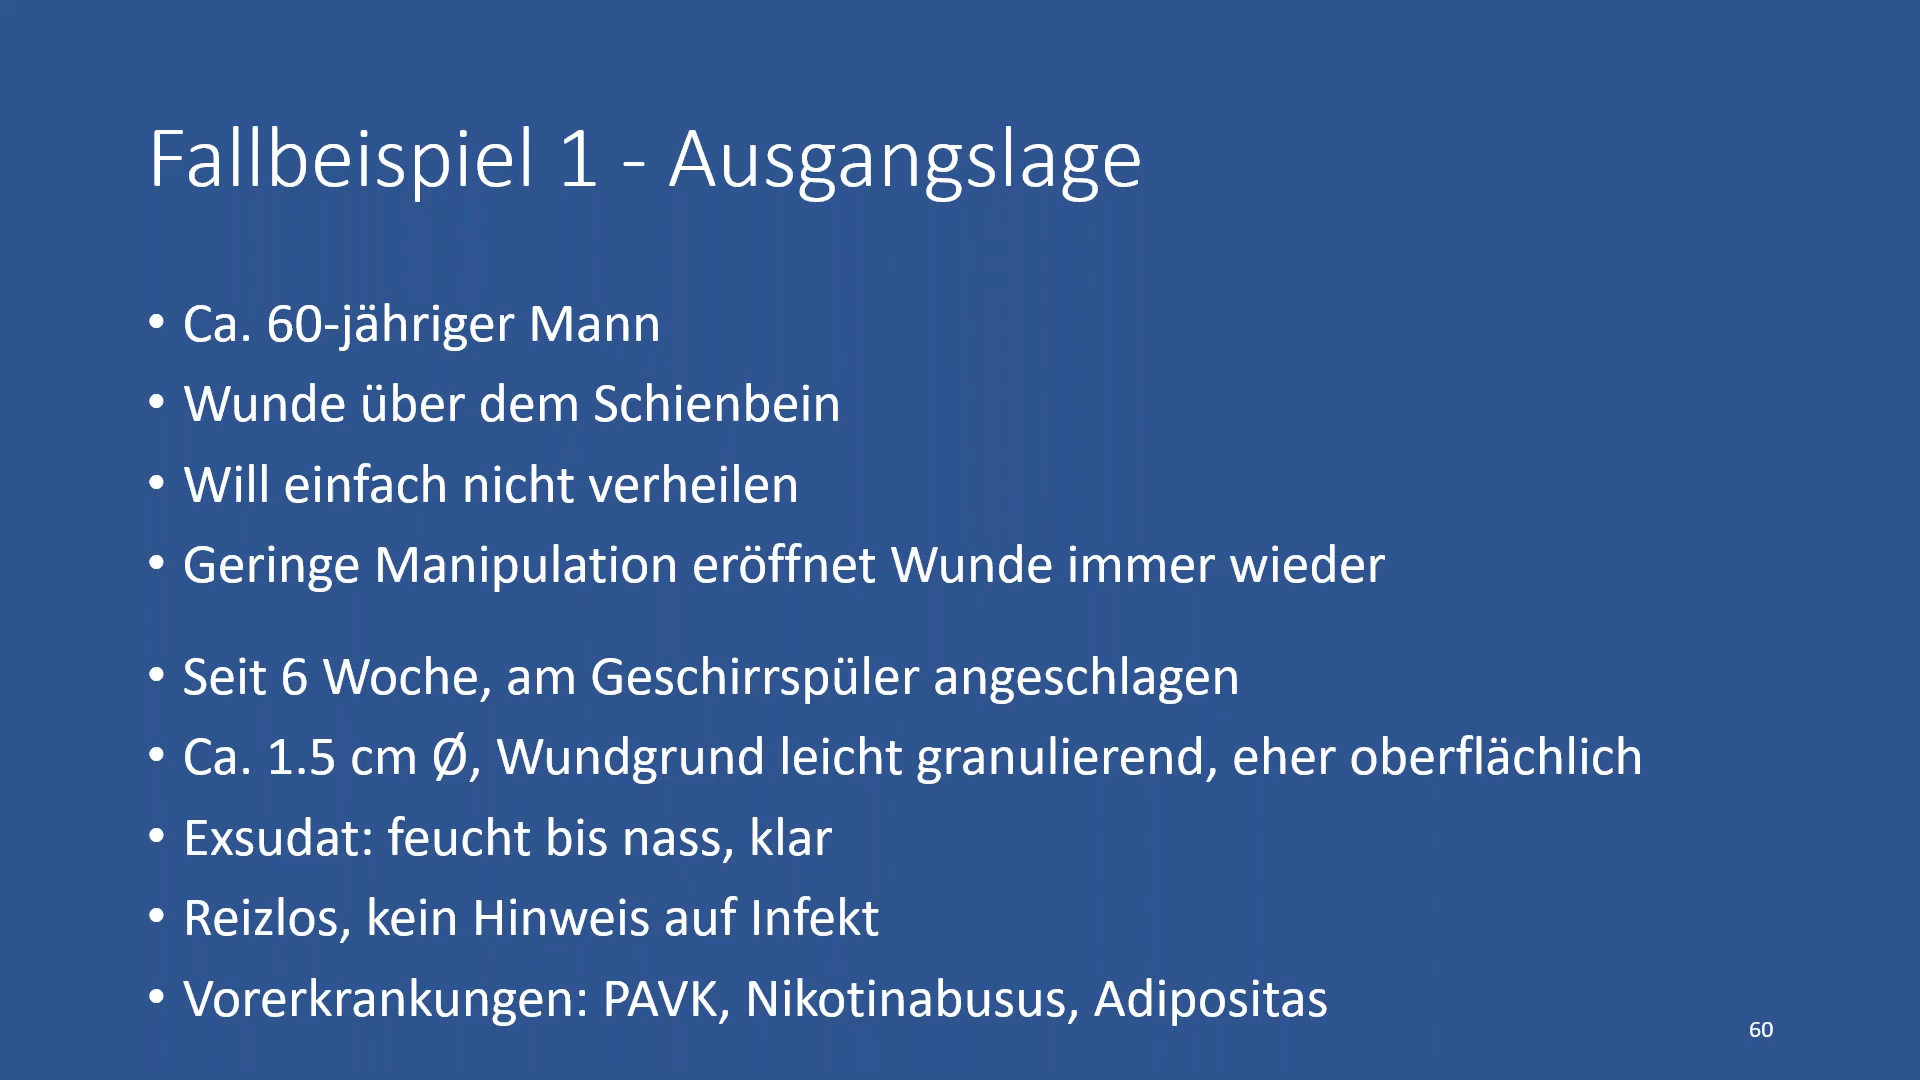 Fallbeispiel 1 - Ausgangslage
• Ca. 60-jähriger Mann
• Wunde über dem Schienbein
• Will einfach nicht verheilen
• Geringe Manipulation eröffnet Wunde immer wieder
• Seit 6 Woche, am Geschirrspüler angeschlagen
• Ca. 1.5 cm Ø, Wundgrund leicht granulierend, eher oberflächlich
• Exsudat: feucht bis nass, klar
• Reizlos, kein Hinweis auf Infekt
• Vorerkrankungen: PAVK, Nikotinabusus, Adipositas
60